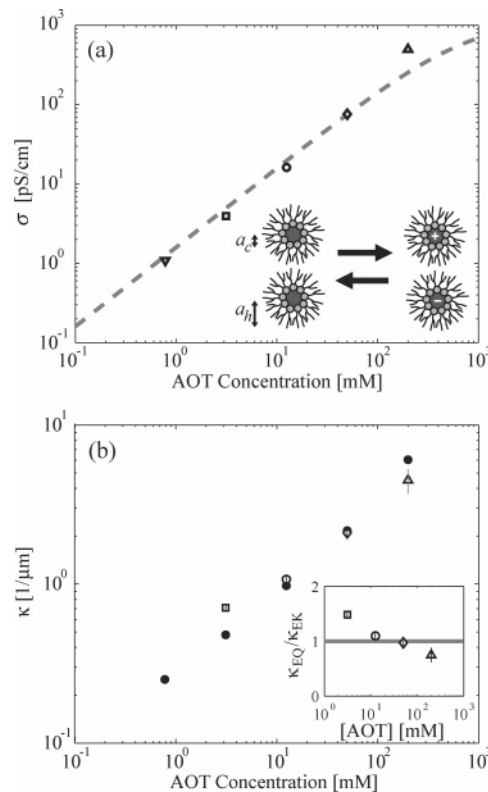 10³
(a)
10²
σ [pS/cm]
10¹
a_c
+
10⁰
a_h
−
10⁻¹
10⁻¹ 10⁰ 10¹ 10² 10³
AOT Concentration [mM]
10¹
(b)
κ [1/μm]
10⁰
2
κ_EQ/κ_EK
1
0
10⁰ 10¹ 10² 10³
[AOT] [mM]
10⁻¹
10⁻¹ 10⁰ 10¹ 10² 10³
AOT Concentration [mM]